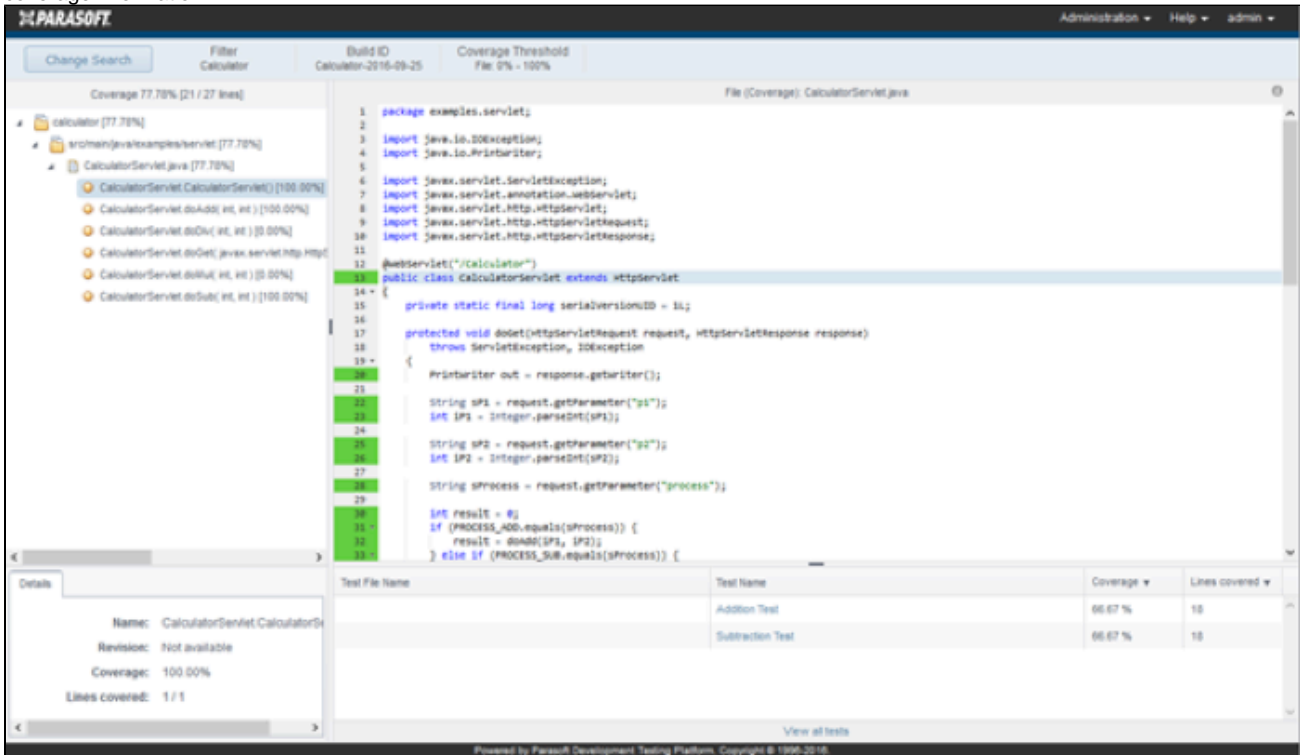 PARASOFT.
Administration Help admin
Change Search
Filter
Calculator
Build ID
Calculator-2016-09-25
Coverage Threshold
File: 0% - 100%
Coverage 77.78% [21 / 27 lines]
calculator [77.78%]
src/main/java/examples/servlet [77.78%]
CalculatorServlet.java [77.78%]
CalculatorServlet.CalculatorServlet() [100.00%]
CalculatorServlet.doAdd( int, int ) [100.00%]
CalculatorServlet.doDiv( int, int ) [0.00%]
CalculatorServlet.doGet( javax.servlet.http.HttpS
CalculatorServlet.doMul( int, int ) [0.00%]
CalculatorServlet.doSub( int, int ) [100.00%]
File (Coverage): CalculatorServlet.java
1 package examples.servlet;
2
3 import java.io.IOException;
4 import java.io.PrintWriter;
5
6 import javax.servlet.ServletException;
7 import javax.servlet.annotation.WebServlet;
8 import javax.servlet.http.HttpServlet;
9 import javax.servlet.http.HttpServletRequest;
10 import javax.servlet.http.HttpServletResponse;
11
12 @WebServlet("/Calculator")
13 public class CalculatorServlet extends HttpServlet
14 {
15 private static final long serialVersionUID = 1L;
16
17 protected void doGet(HttpServletRequest request, HttpServletResponse response)
18 throws ServletException, IOException
19 {
20 PrintWriter out = response.getWriter();
21
22 String sP1 = request.getParameter("p1");
23 int iP1 = Integer.parseInt(sP1);
24
25 String sP2 = request.getParameter("p2");
26 int iP2 = Integer.parseInt(sP2);
27
28 String sProcess = request.getParameter("process");
29
30 int result = 0;
31 if (PROCESS_ADD.equals(sProcess)) {
32 result = doAdd(iP1, iP2);
33 } else if (PROCESS_SUB.equals(sProcess)) {
Details
Name: CalculatorServlet.CalculatorSe
Revision: Not available
Coverage: 100.00%
Lines covered: 1 / 1
Test File Name Test Name Coverage Lines covered
Addition Test 66.67 % 18
Subtraction Test 66.67 % 18
View all tests
Powered by Parasoft Development Testing Platform. Copyright © 1996-2016.